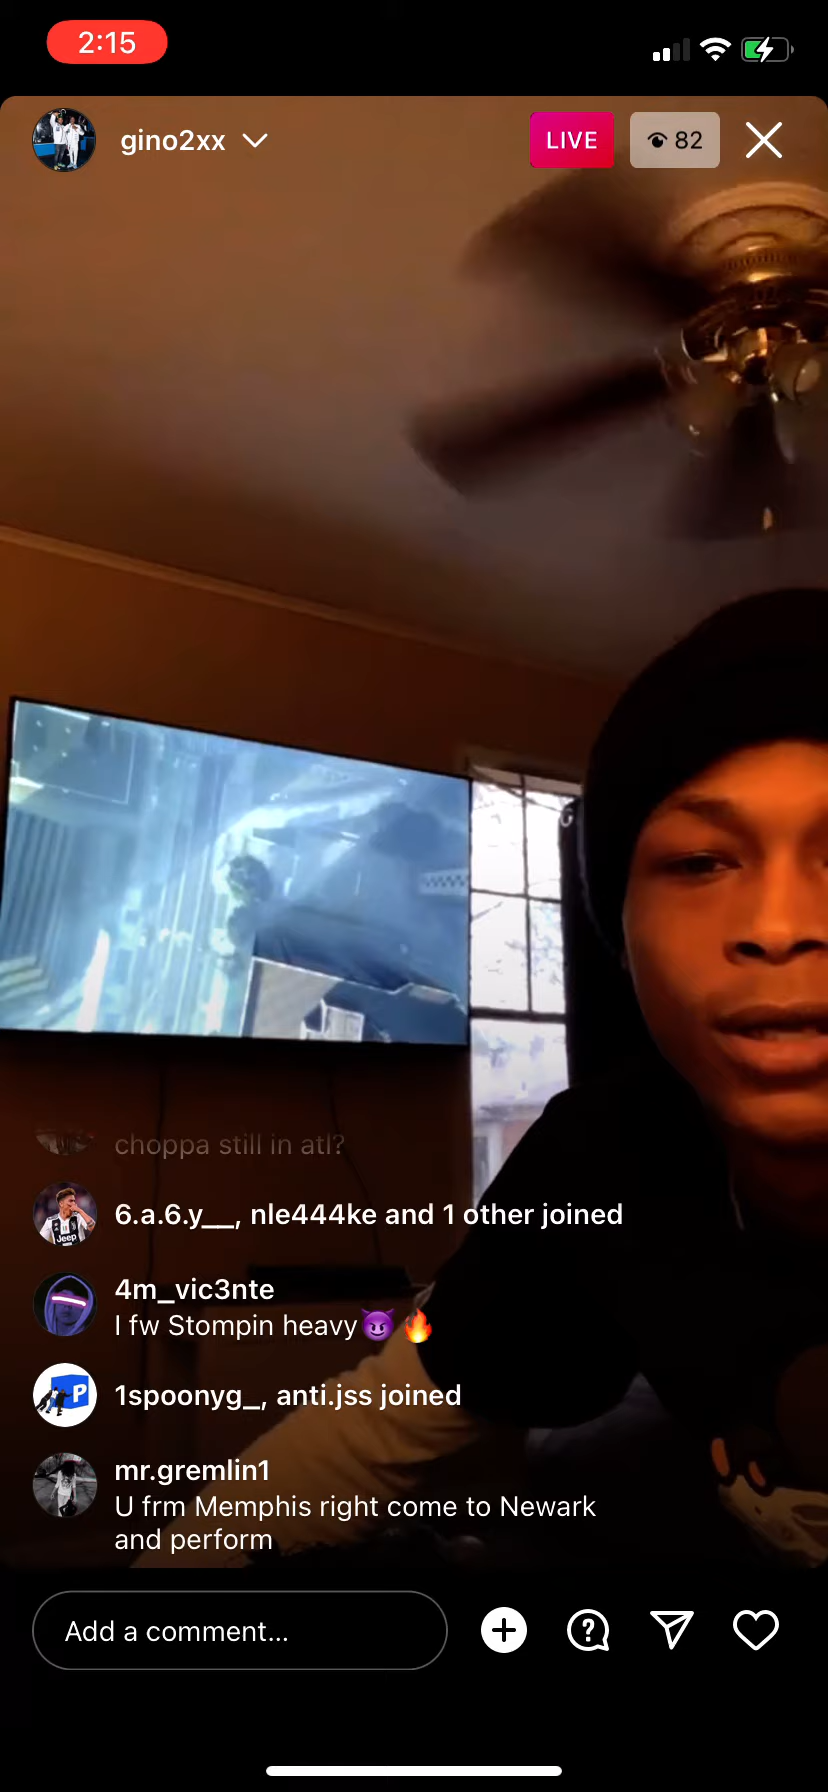 2:15
gino2xx
LIVE
82
choppa still in atl?
6.a.6.y__, nle444ke and 1 other joined
4m_vic3nte
I fw Stompin heavy😈🔥
1spoonyg_, anti.jss joined
mr.gremlin1
U frm Memphis right come to Newark
and perform
Add a comment...
Jeep
P